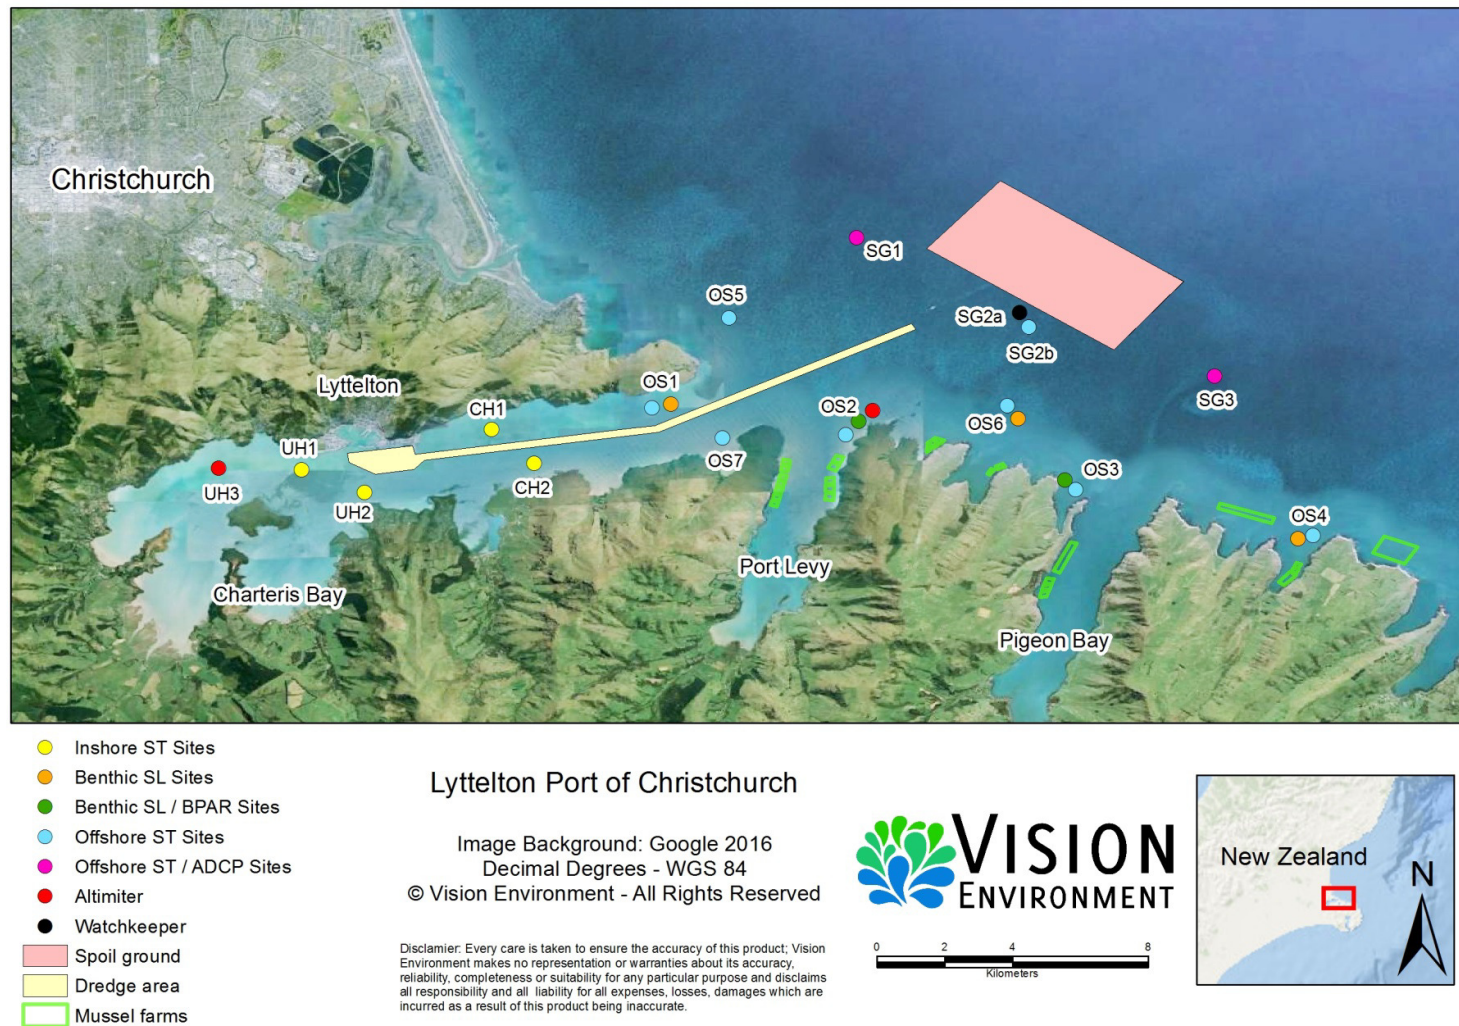 Christchurch
SG1
OS5
SG2a
SG2b
Lyttelton
OS1
SG3
CH1
OS2
OS6
UH1
OS7
OS3
UH3
CH2
UH2
OS4
Port Levy
Charteris Bay
Pigeon Bay
Inshore ST Sites
Benthic SL Sites
Benthic SL / BPAR Sites
Offshore ST Sites
Offshore ST / ADCP Sites
Altimiter
Watchkeeper
Spoil ground
Dredge area
Mussel farms
Lyttelton Port of Christchurch
Image Background: Google 2016
Decimal Degrees - WGS 84
© Vision Environment - All Rights Reserved
Disclamier: Every care is taken to ensure the accuracy of this product; Vision
Environment makes no representation or warranties about its accuracy,
reliability, completeness or suitability for any particular purpose and disclaims
all responsibility and all liability for all expenses, losses, damages which are
incurred as a result of this product being inaccurate.
VISION
ENVIRONMENT
0 2 4 8
Kilometers
New Zealand
N